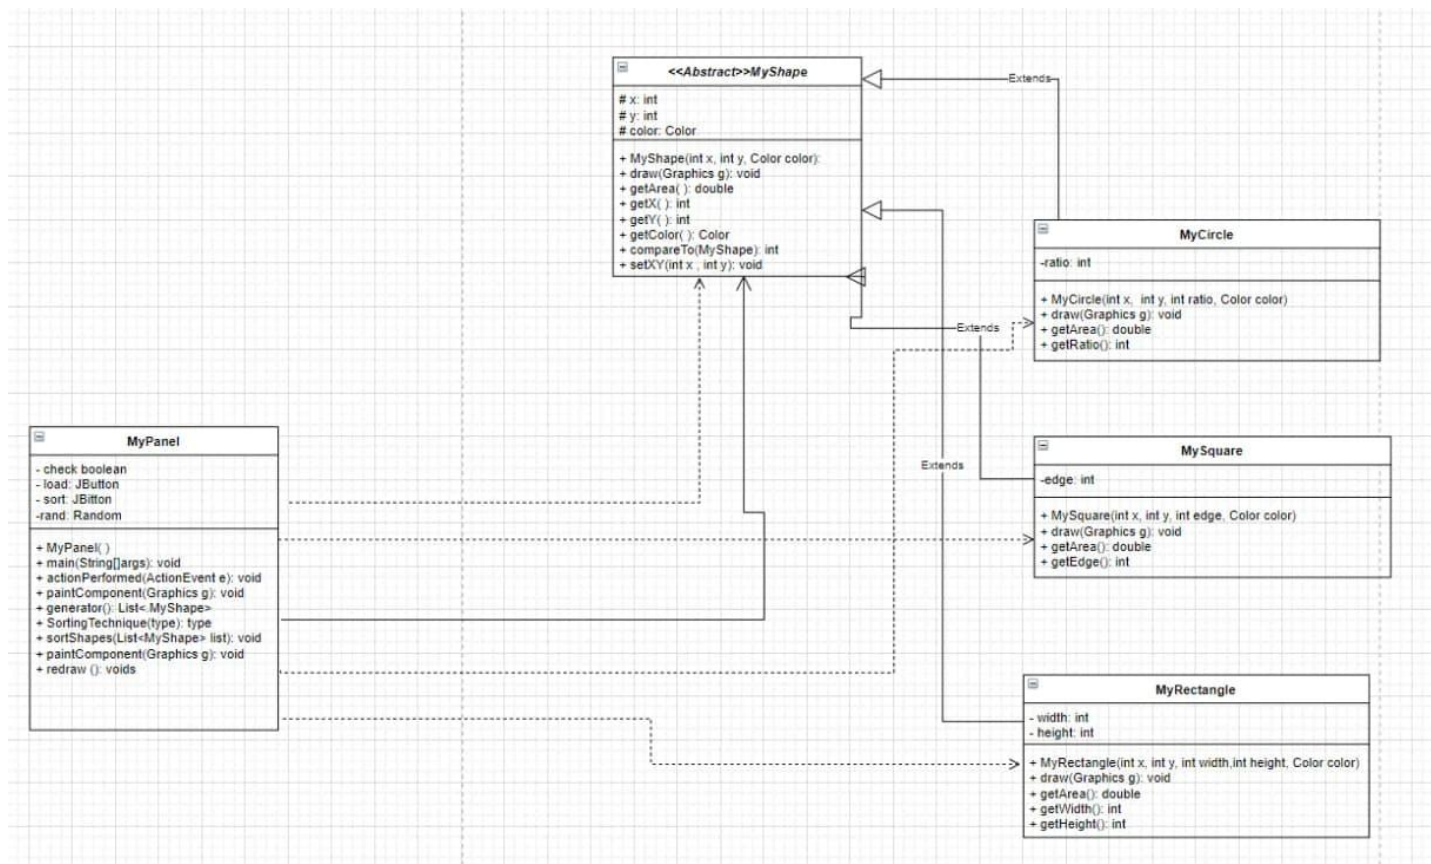 <<Abstract>>MyShape
# x: int
# y: int
# color: Color
+ MyShape(int x, int y, Color color):
+ draw(Graphics g): void
+ getArea( ): double
+ getX( ): int
+ getY( ): int
+ getColor( ): Color
+ compareTo(MyShape): int
+ setXY(int x , int y): void
Extends
MyCircle
-ratio: int
+ MyCircle(int x, int y, int ratio, Color color)
+ draw(Graphics g): void
+ getArea(): double
+ getRatio(): int
Extends
MyPanel
- check boolean
- load: JButton
- sort: JBitton
-rand: Random
+ MyPanel( )
+ main(String[]args): void
+ actionPerformed(ActionEvent e): void
+ paintComponent(Graphics g): void
+ generator(): List< MyShape>
+ SortingTechnique(type): type
+ sortShapes(List<MyShape> list): void
+ paintComponent(Graphics g): void
+ redraw (): voids
MySquare
-edge: int
+ MySquare(int x, int y, int edge, Color color)
+ draw(Graphics g): void
+ getArea(): double
+ getEdge(): int
Extends
MyRectangle
- width: int
- height: int
+ MyRectangle(int x, int y, int width,int height, Color color)
+ draw(Graphics g): void
+ getArea(): double
+ getWidth(): int
+ getHeight(): int